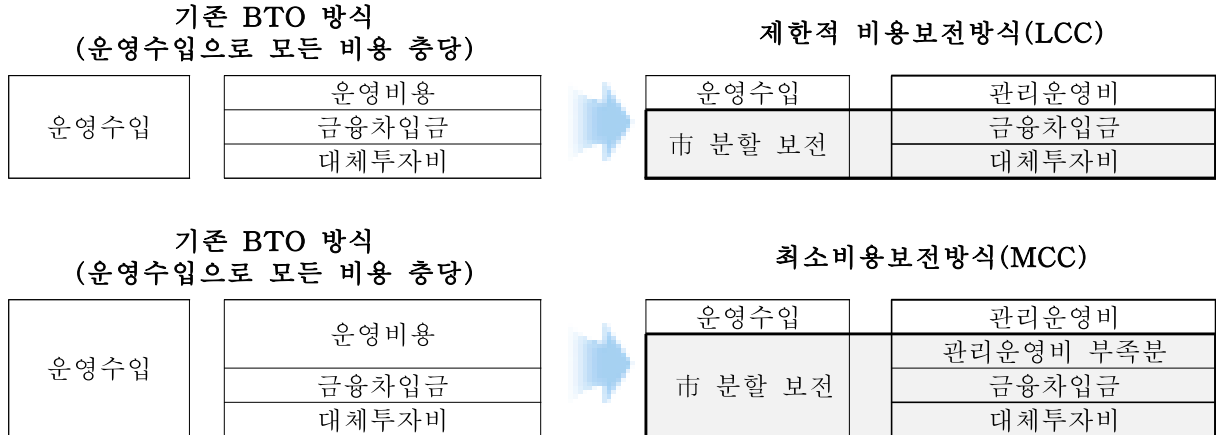 기존 BTO 방식
(운영수입으로 모든 비용 충당)
제한적 비용보전방식(LCC)
운영수입
운영비용
금융차입금
대체투자비
운영수입
市 분할 보전
관리운영비
금융차입금
대체투자비
기존 BTO 방식
(운영수입으로 모든 비용 충당)
최소비용보전방식(MCC)
운영수입
운영비용
금융차입금
대체투자비
운영수입
市 분할 보전
관리운영비
관리운영비 부족분
금융차입금
대체투자비